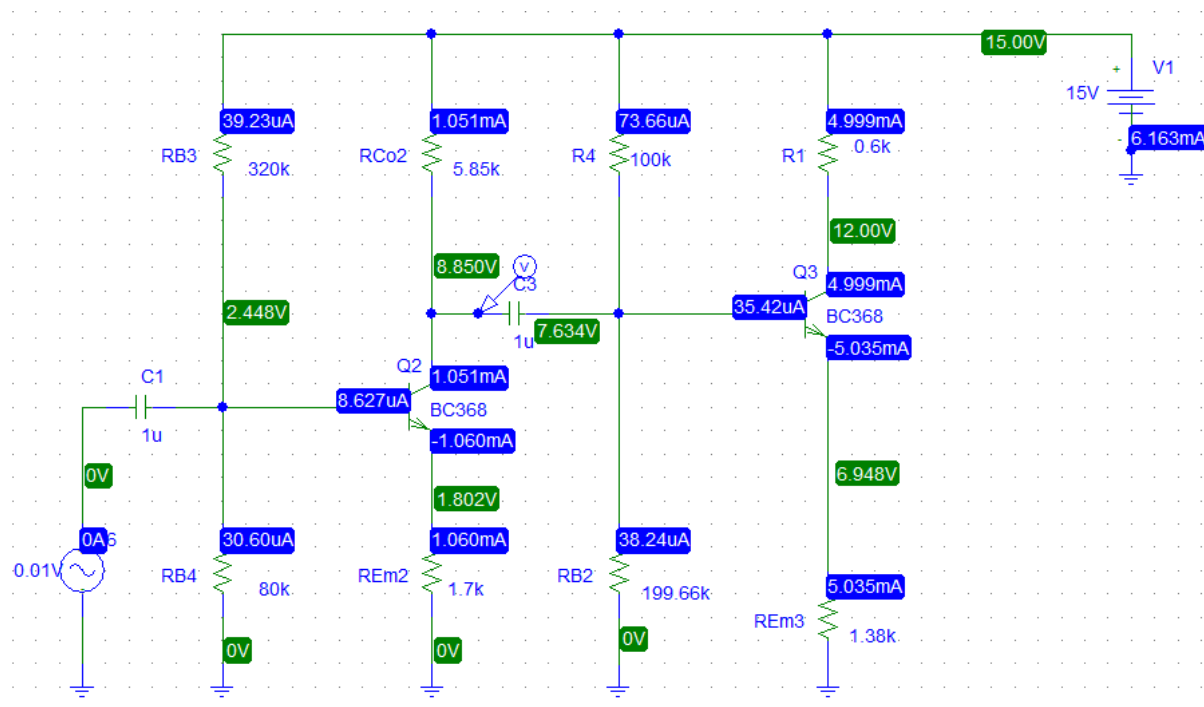 15.00V
+
V1
15V
-
6.163mA
39.23uA
1.051mA
73.66uA
4.999mA
RB3
320k
RCo2
5.85k
R4
100k
R1
0.6k
12.00V
8.850V
V
C3
Q3
4.999mA
2.448V
1u
7.634V
35.42uA
BC368
-5.035mA
C1
1u
Q2
1.051mA
8.627uA
BC368
-1.060mA
0V
1.802V
6.948V
0A
6
0.01V
30.60uA
1.060mA
38.24uA
5.035mA
RB4
80k
REm2
1.7k
RB2
199.66k
REm3
1.38k
0V
0V
0V